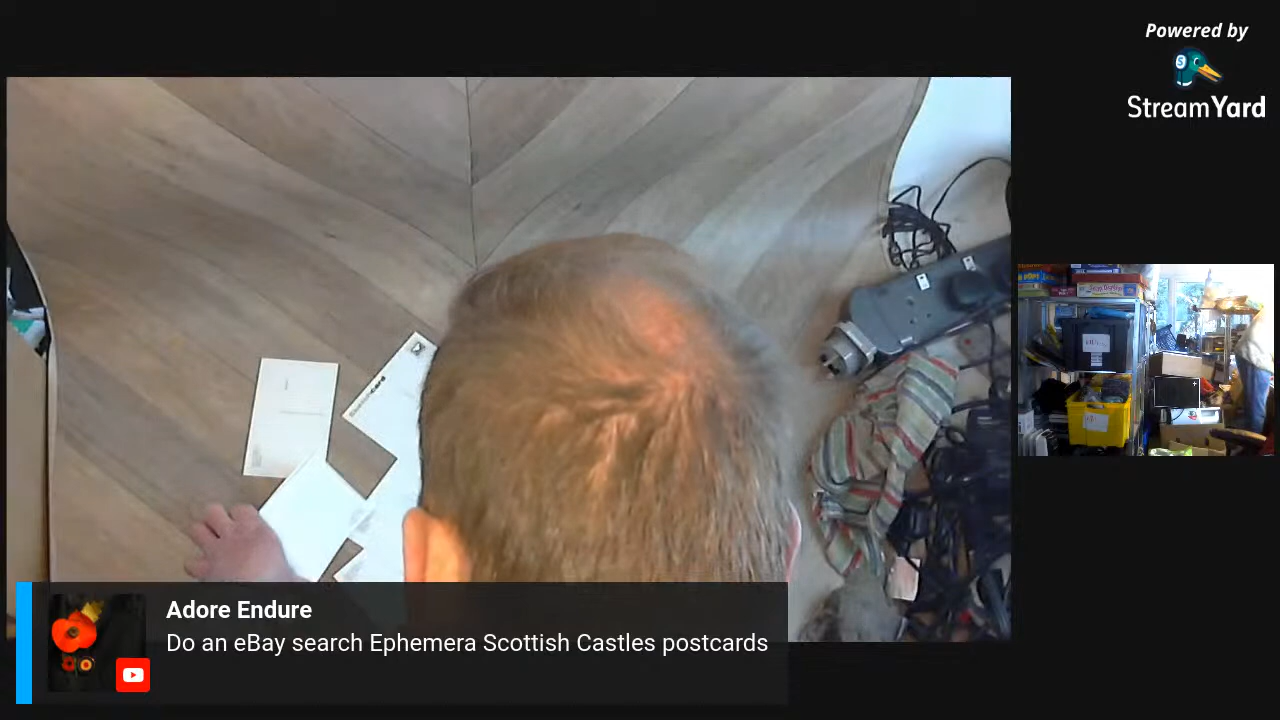 Powered by
StreamYard
Adore Endure
Do an eBay search Ephemera Scottish Castles postcards